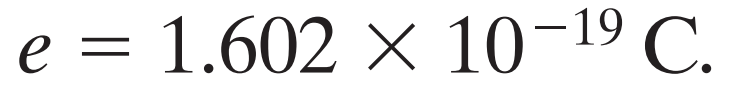 e = 1.602 × 10⁻¹⁹ C.